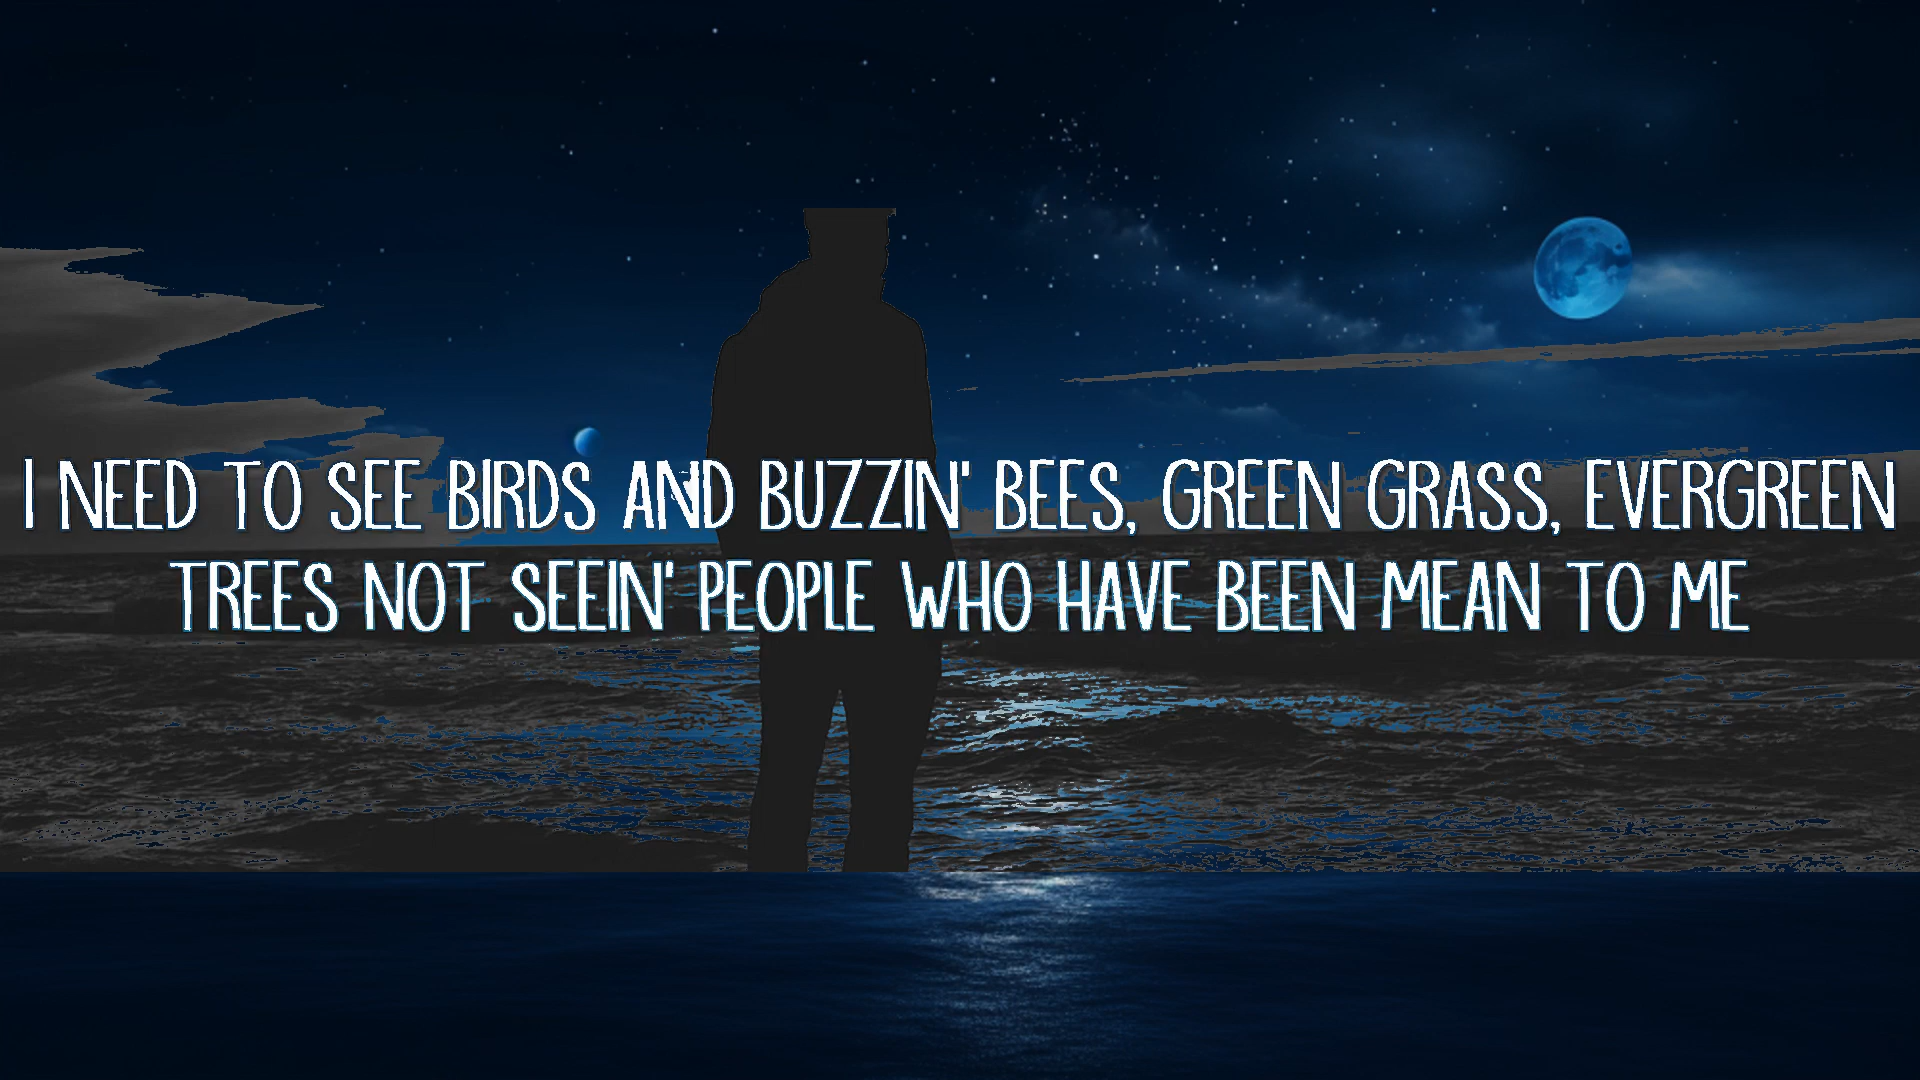 I NEED TO SEE BIRDS AND BUZZIN' BEES, GREEN GRASS, EVERGREEN
TREES NOT SEEIN' PEOPLE WHO HAVE BEEN MEAN TO ME